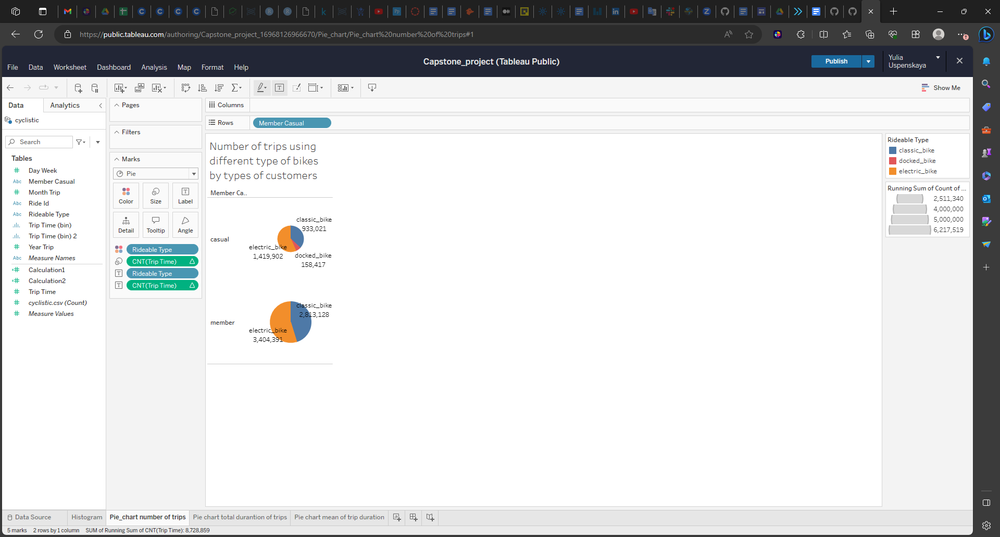 https://public.tableau.com/authoring/Capstone_project_16968126966670/Pie_chart/Pie_chart%20number%20of%20trips#1
File Data Worksheet Dashboard Analysis Map Format Help
Capstone_project (Tableau Public)
Publish
Yulia
Uspenskaya
Show Me
Data Analytics
cyclistic
Search
Tables
Day Week
Abc Member Casual
Month Trip
Abc Ride Id
Abc Rideable Type
Trip Time (bin)
Trip Time (bin) 2
Year Trip
Abc Measure Names
Calculation1
Calculation2
Trip Time
cyclistic.csv (Count)
Measure Values
Pages
Filters
Marks
Pie
Color Size Label
Detail Tooltip Angle
Rideable Type
CNT(Trip Time)
Rideable Type
CNT(Trip Time)
Columns
Rows Member Casual
Number of trips using
different type of bikes
by types of customers
Member Ca..
casual
classic_bike
933,021
electric_bike
1,419,902
docked_bike
158,417
member
classic_bike
2,813,128
electric_bike
3,404,391
Rideable Type
classic_bike
docked_bike
electric_bike
Running Sum of Count of ...
2,511,340
4,000,000
5,000,000
6,217,519
Data Source Histogram Pie_chart number of trips Pie chart total durantion of trips Pie chart mean of trip duration
5 marks 2 rows by 1 column SUM of Running Sum of CNT(Trip Time): 8,728,859